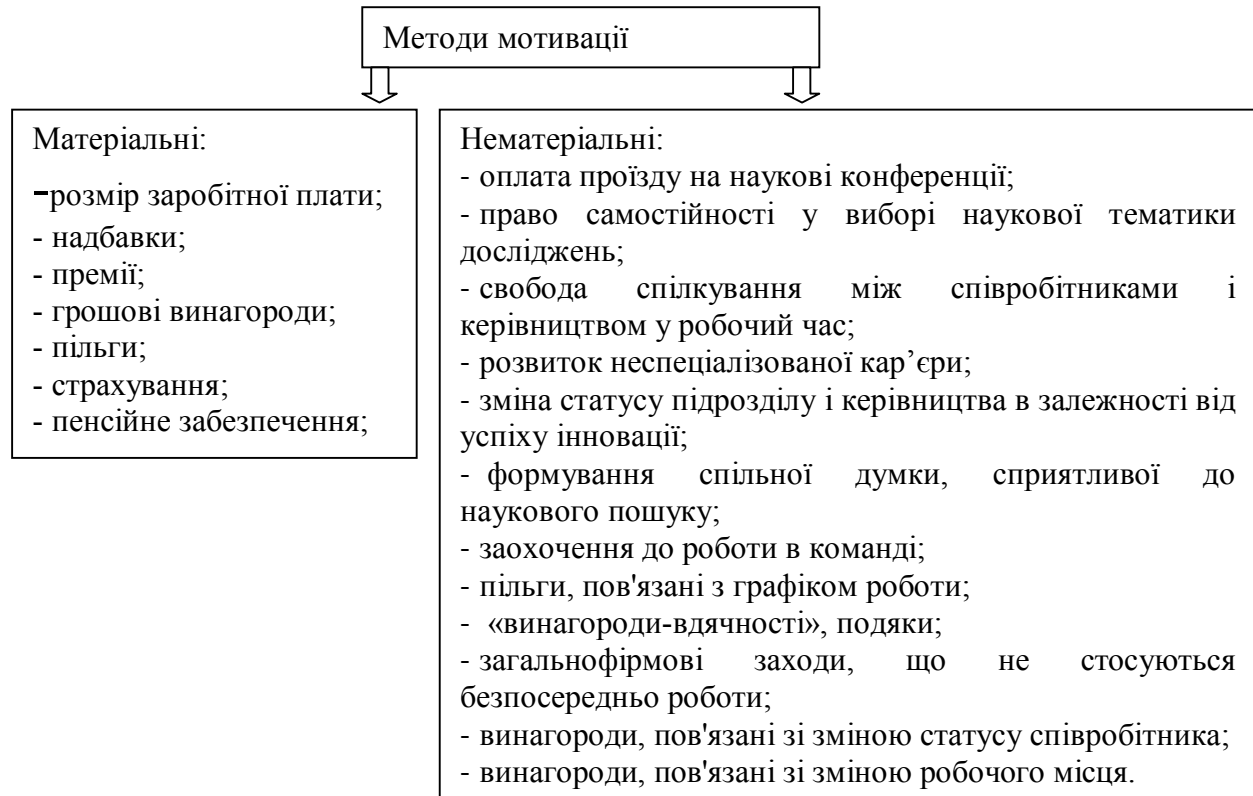 Методи мотивації
Матеріальні:
-розмір заробітної плати;
- надбавки;
- премії;
- грошові винагороди;
- пільги;
- страхування;
- пенсійне забезпечення;
Нематеріальні:
- оплата проїзду на наукові конференції;
- право самостійності у виборі наукової тематики
досліджень;
- свобода спілкування між співробітниками і
керівництвом у робочий час;
- розвиток неспеціалізованої кар’єри;
- зміна статусу підрозділу і керівництва в залежності від
успіху інновації;
- формування спільної думки, сприятливої до
наукового пошуку;
- заохочення до роботи в команді;
- пільги, пов'язані з графіком роботи;
- «винагороди-вдячності», подяки;
- загальнофірмові заходи, що не стосуються
безпосередньо роботи;
- винагороди, пов'язані зі зміною статусу співробітника;
- винагороди, пов'язані зі зміною робочого місця.